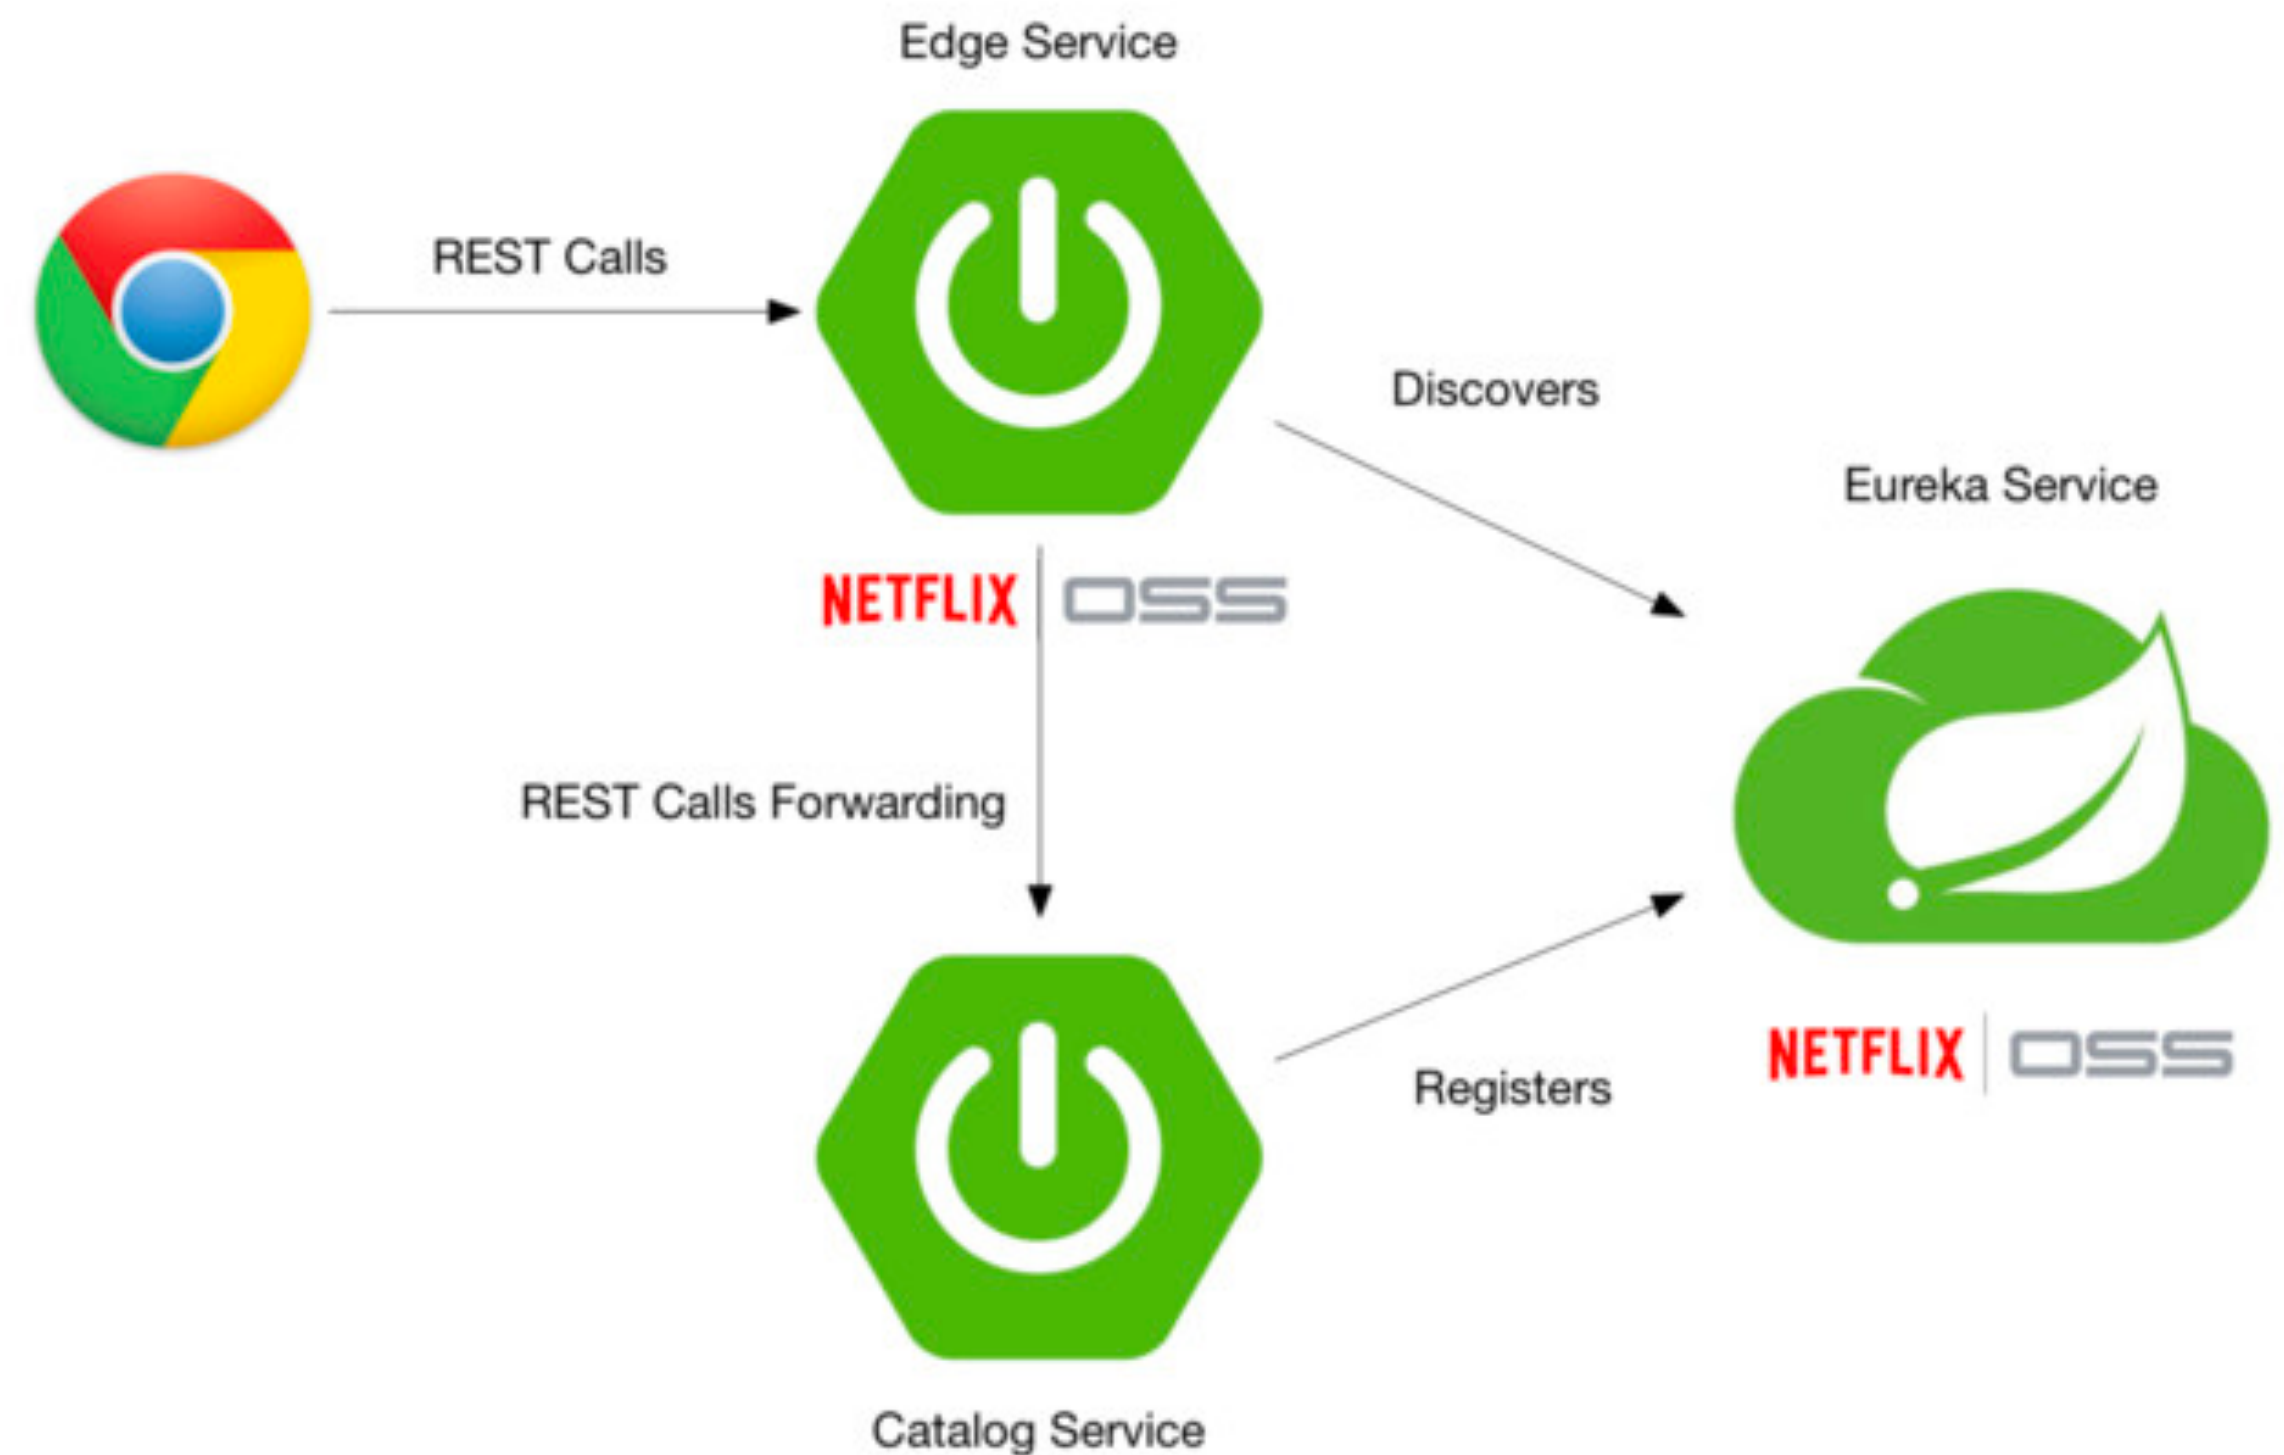 Edge Service
REST Calls
Discovers
Eureka Service
NETFLIX OSS
REST Calls Forwarding
NETFLIX OSS
Registers
Catalog Service